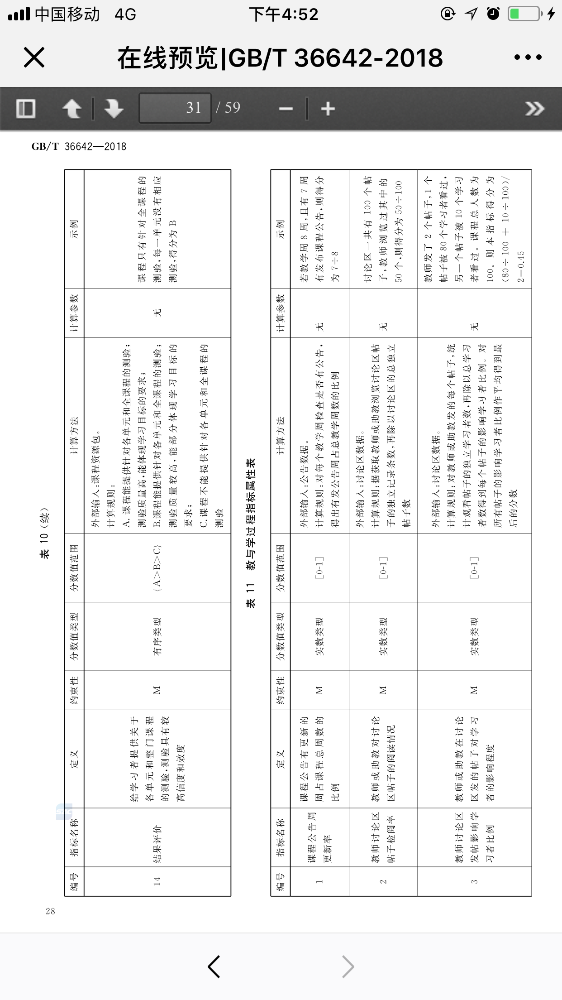 中国移动 4G 下午4:52
在线预览|GB/T 36642-2018
31 / 59
GB/T 36642—2018
表 10（续）
编号 指标名称 定义 约束性 分数值类型 分数值范围 计算方法 计算参数 示例
14
结果评价
给学习者提供关于
各单元和整门课程
的测验,测验具有较
高信度和效度
M
有序类型
{A>B>C}
外部输入:课程资源包。
计算规则:
A. 课程能提供针对各单元和全课程的测验;
测验质量高,能体现学习目标的要求;
B.课程能提供针对各单元和全课程的测验;
测验质量较高,能部分体现学习目标的
要求;
C.课程不能提供针对各单元和全课程的
测验
无
课程只有针对全课程的
测验,每一单元没有相应
测验,得分为 B
表 11 教与学过程指标属性表
编号 指标名称 定义 约束性 分数值类型 分数值范围 计算方法 计算参数 示例
1
课程公告周
更新率
课程公告有更新的
周占课程总周数的
比例
M
实数类型
[0-1]
外部输入:公告数据。
计算规则:对每个教学周检查是否有公告,
得出有发公告周占总教学周数的比例
无
若教学周 8 周,且有 7 周
有发布课程公告,则得分
为 7÷8
2
教师讨论区
帖子检阅率
教师或助教对讨论
区帖子的阅读情况
M
实数类型
[0-1]
外部输入:讨论区数据。
计算规则:据获取教师或助教浏览讨论区帖
子的独立记录条数,再除以讨论区的总独立
帖子数
无
讨论区一共有 100 个帖
子,教师浏览过其中的
50 个,则得分为 50÷100
3
教师讨论区
发帖影响学
习者比例
教师或助教在讨论
区发的帖子对学习
者的影响程度
M
实数类型
[0-1]
外部输入:讨论区数据。
计算规则:对教师或助教发的每个帖子,统
计观看帖子的独立学习者数,再除以总学习
者数得到每个帖子的影响学习者比例。对
所有帖子的影响学习者比例作平均得到最
后的分数
无
教师发了 2 个帖子,1 个
帖子被 80 个学习者看过,
另一个帖子被 10 个学习
者看过。课程总人数为
100。则本指标得分为
(80÷100 + 10÷100)/
2=0.45
SAC
28